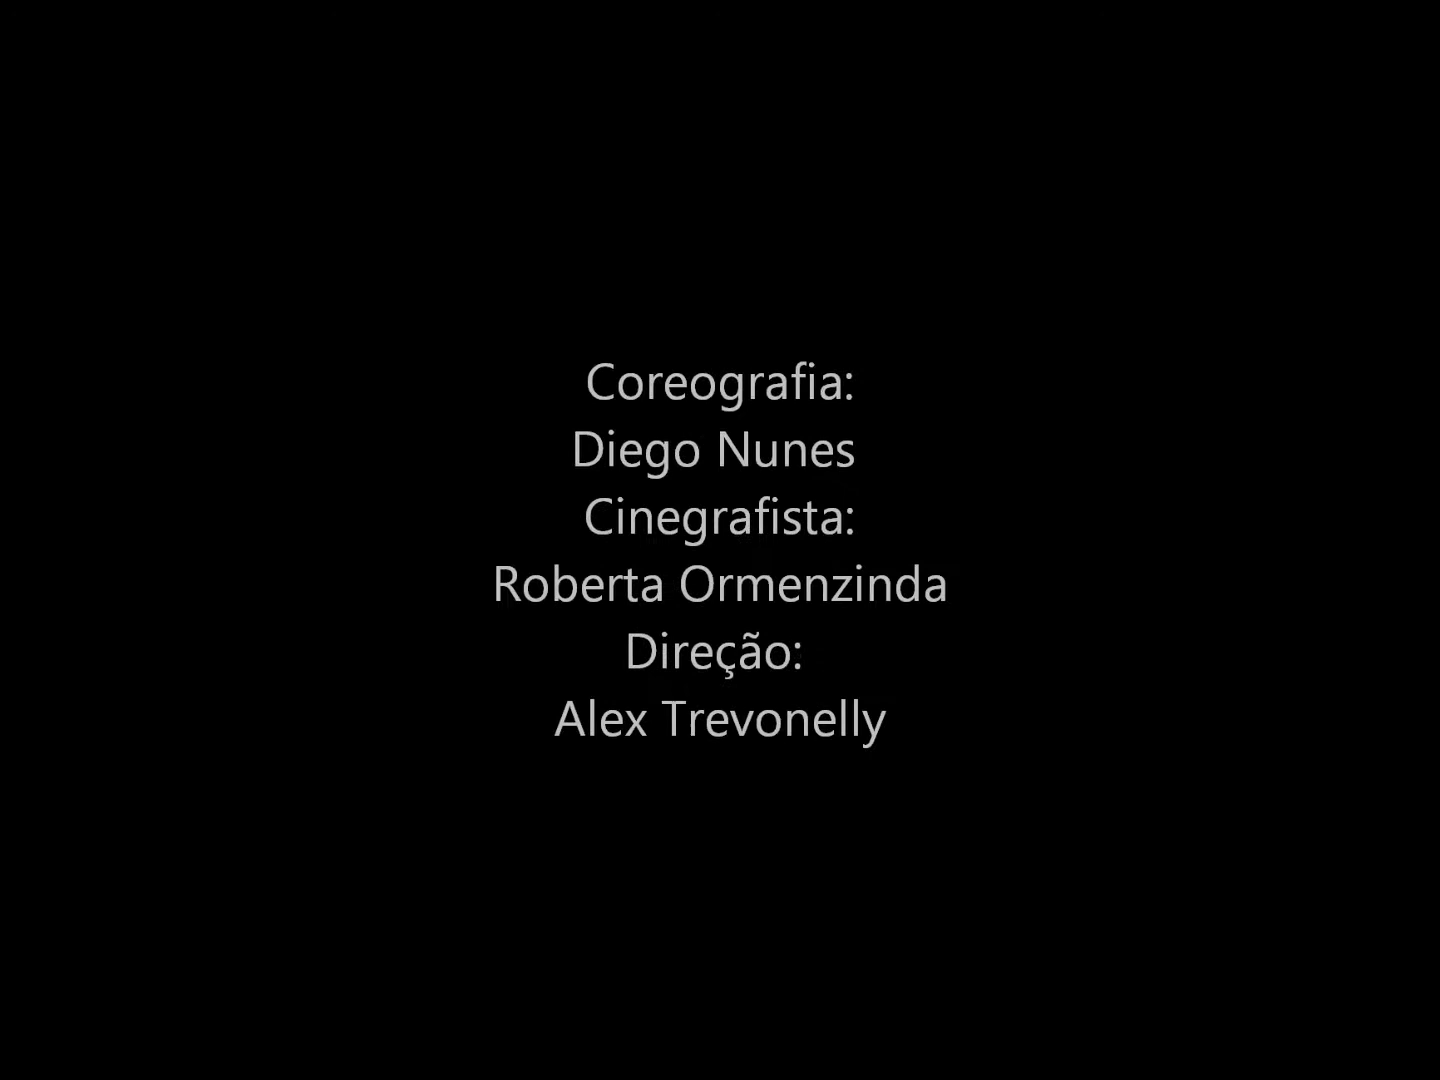 Coreografia:
Diego Nunes
Cinegrafista:
Roberta Ormenzinda
Direção:
Alex Trevonelly